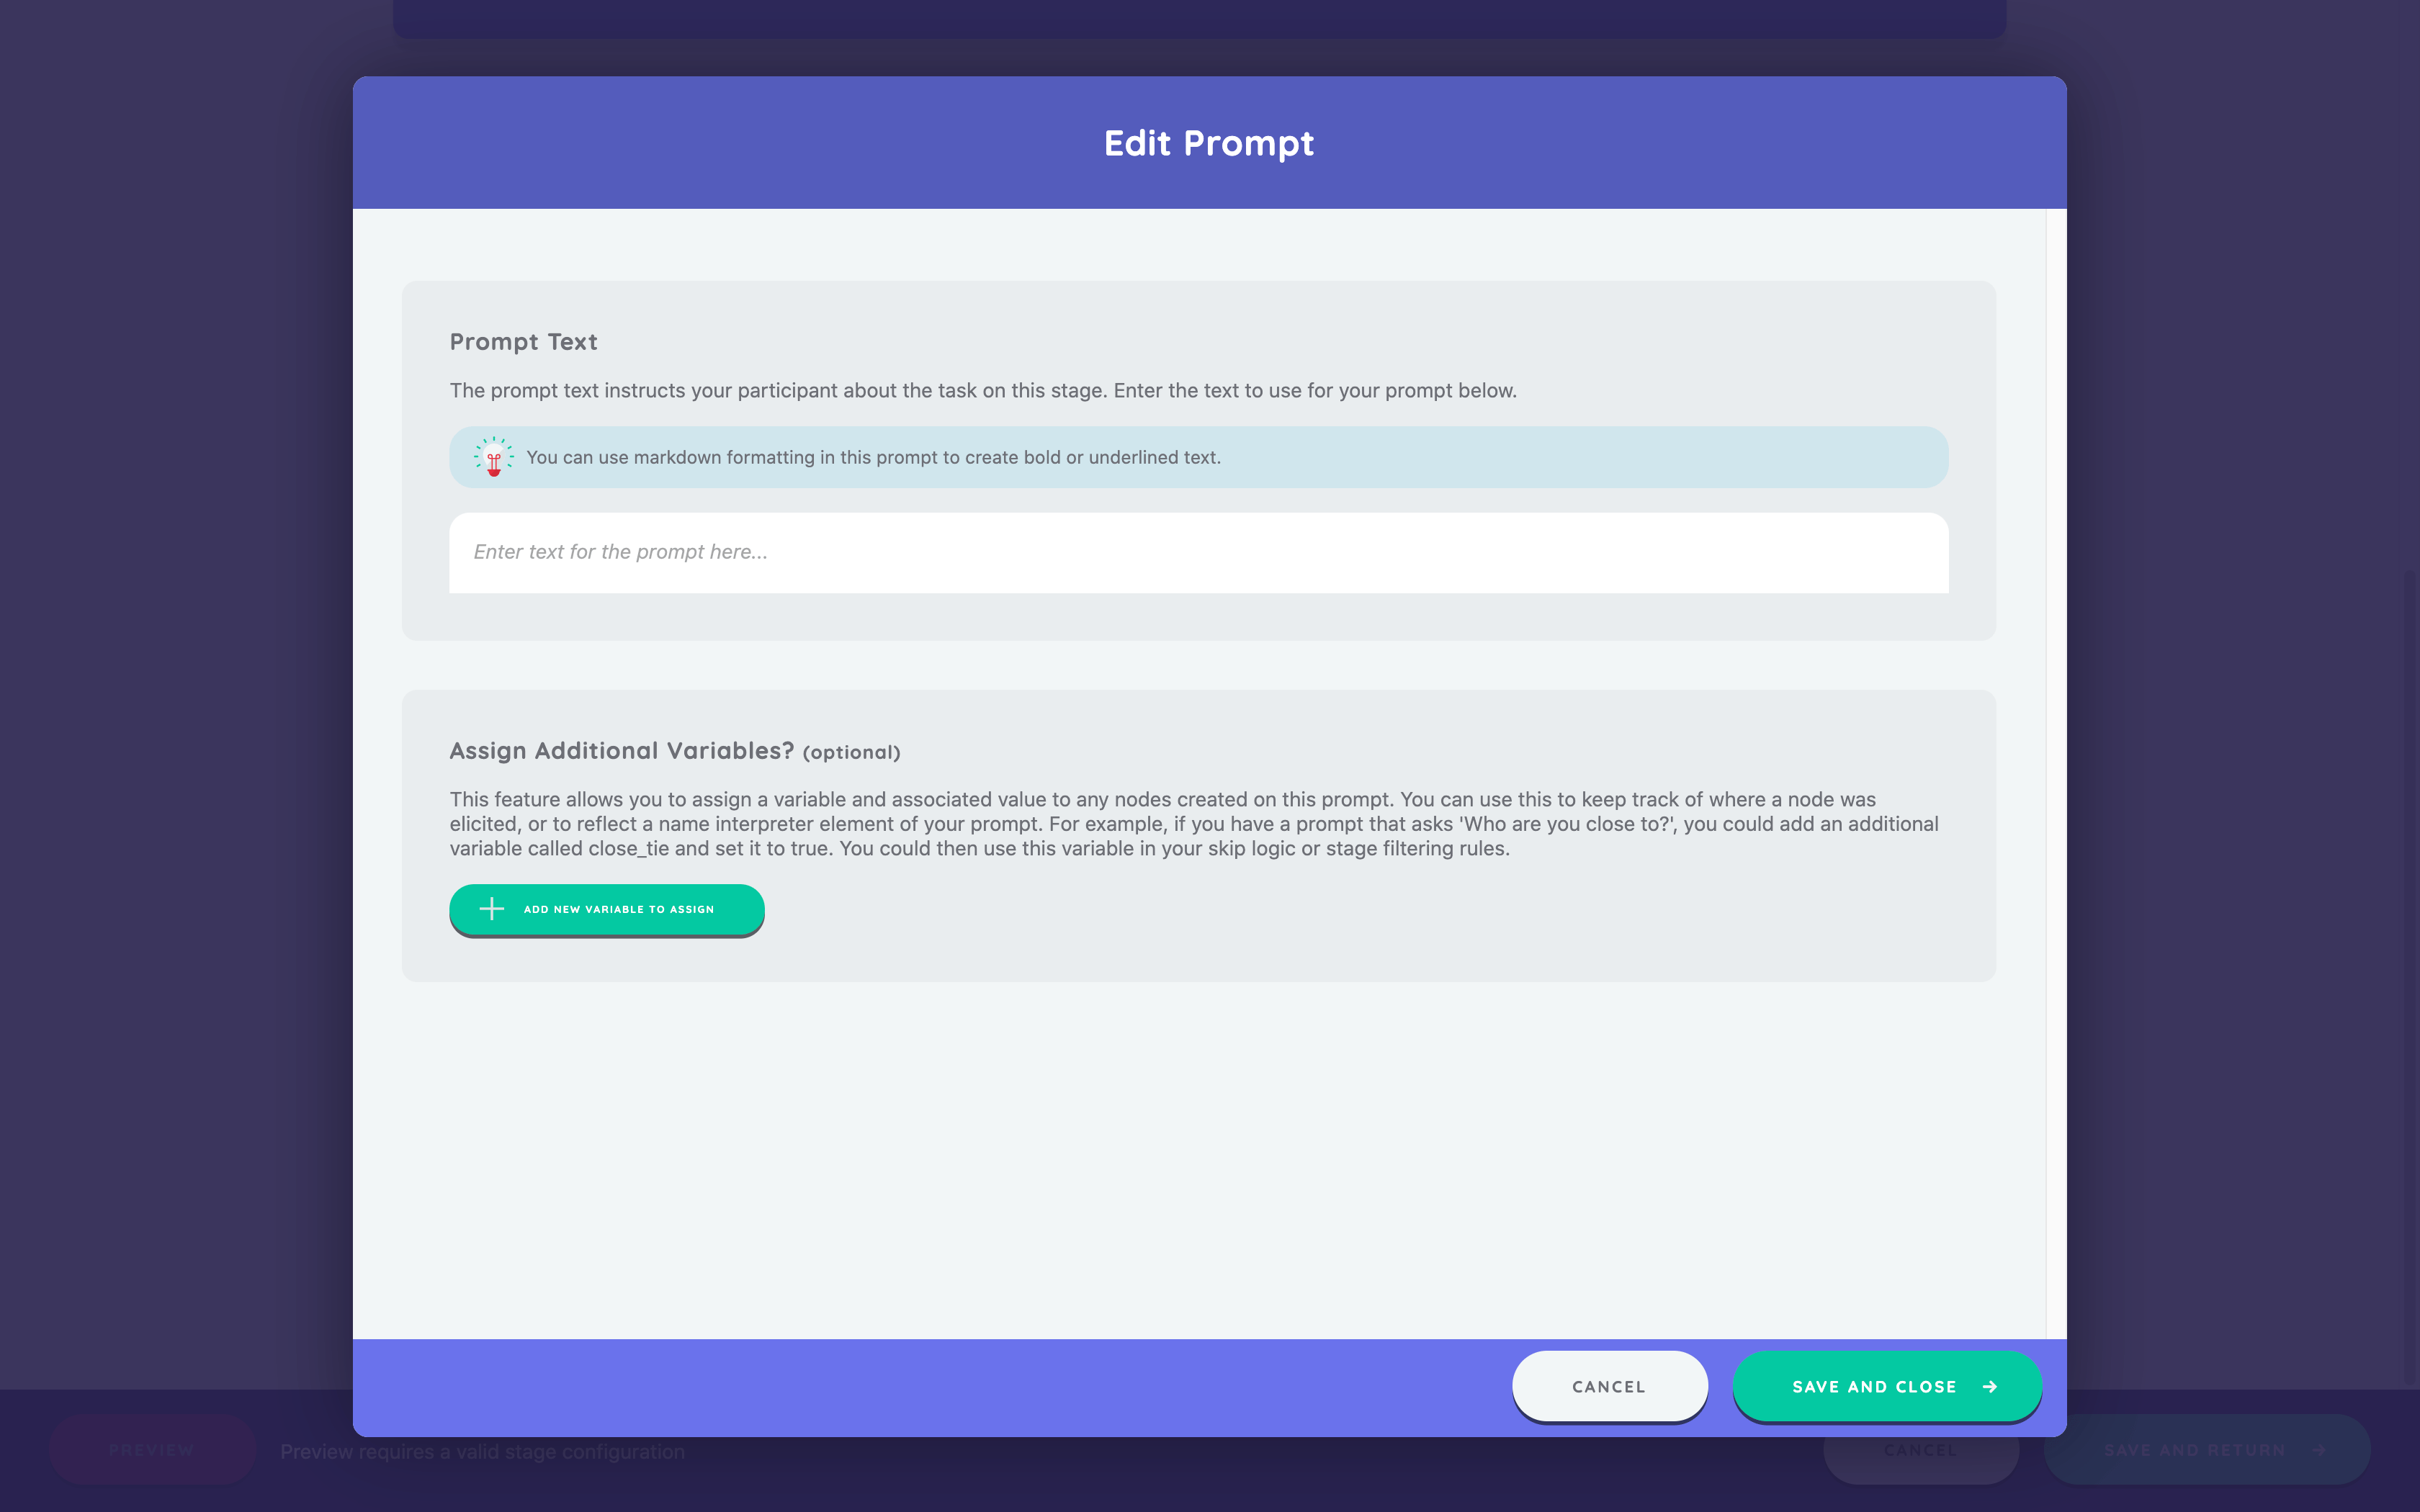 Edit Prompt
Prompt Text
The prompt text instructs your participant about the task on this stage. Enter the text to use for your prompt below.
You can use markdown formatting in this prompt to create bold or underlined text.
Enter text for the prompt here...
Assign Additional Variables? (optional)
This feature allows you to assign a variable and associated value to any nodes created on this prompt. You can use this to keep track of where a node was
elicited, or to reflect a name interpreter element of your prompt. For example, if you have a prompt that asks 'Who are you close to?', you could add an additional
variable called close_tie and set it to true. You could then use this variable in your skip logic or stage filtering rules.
ADD NEW VARIABLE TO ASSIGN
CANCEL
SAVE AND CLOSE
PREVIEW
Preview requires a valid stage configuration
CANCEL
SAVE AND RETURN